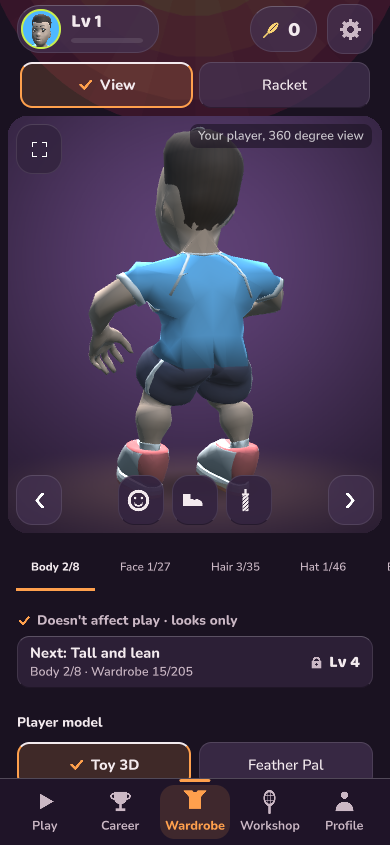 Lv 1
0
View
Racket
Your player, 360 degree view
Body 2/8
Face 1/27
Hair 3/35
Hat 1/46
Doesn't affect play · looks only
Next: Tall and lean
Body 2/8 · Wardrobe 15/205
Lv 4
Player model
Toy 3D
Feather Pal
Play
Career
Wardrobe
Workshop
Profile